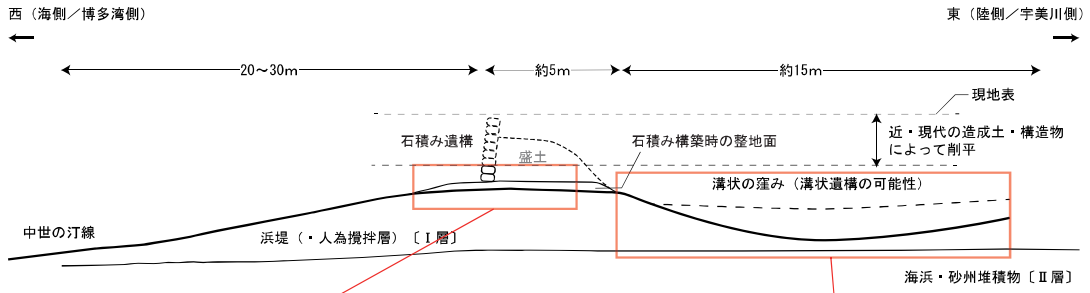 西（海側／博多湾側）
東（陸側／宇美川側）
20～30m
約5m
約15m
現地表
石積み遺構
盛土
石積み構築時の整地面
近・現代の造成土・構造物
によって削平
溝状の窪み（溝状遺構の可能性）
中世の汀線
浜堤（・人為攪拌層）〔Ⅰ層〕
海浜・砂州堆積物〔Ⅱ層〕